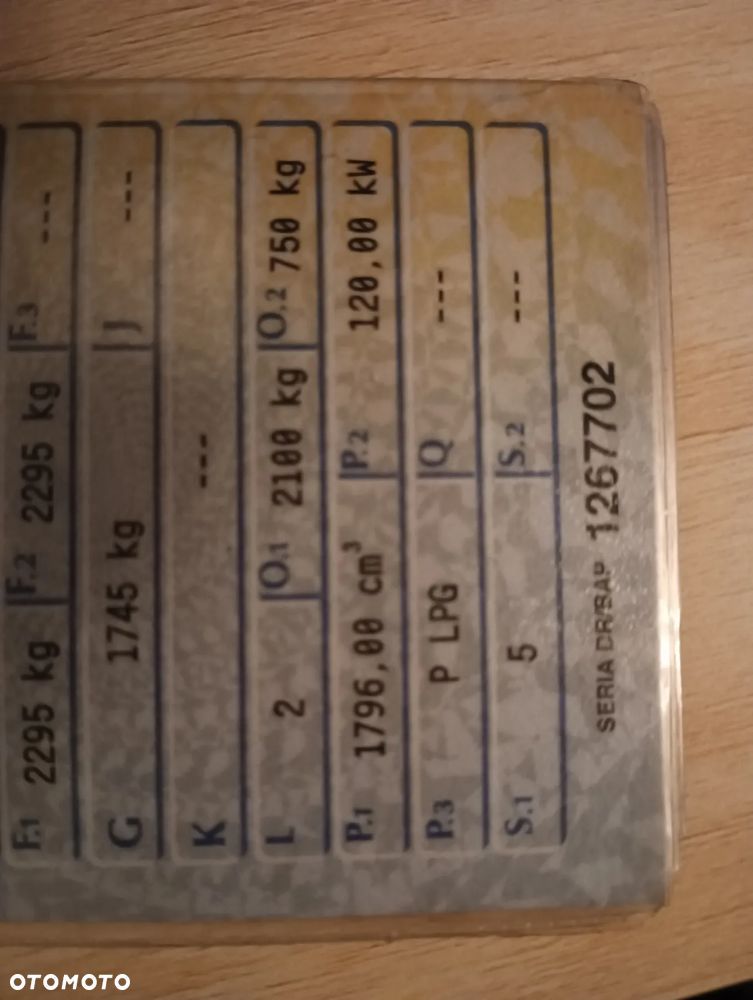 F.1 2295 kg F.2 2295 kg F.3 ---
G 1745 kg J ---
K ---
L 2 O.1 2100 kg O.2 750 kg
P.1 1796,00 cm³ P.2 120,00 kW
P.3 P LPG Q ---
S.1 5 S.2 ---
SERIA DR/BAP 1267702
OTOMOTO